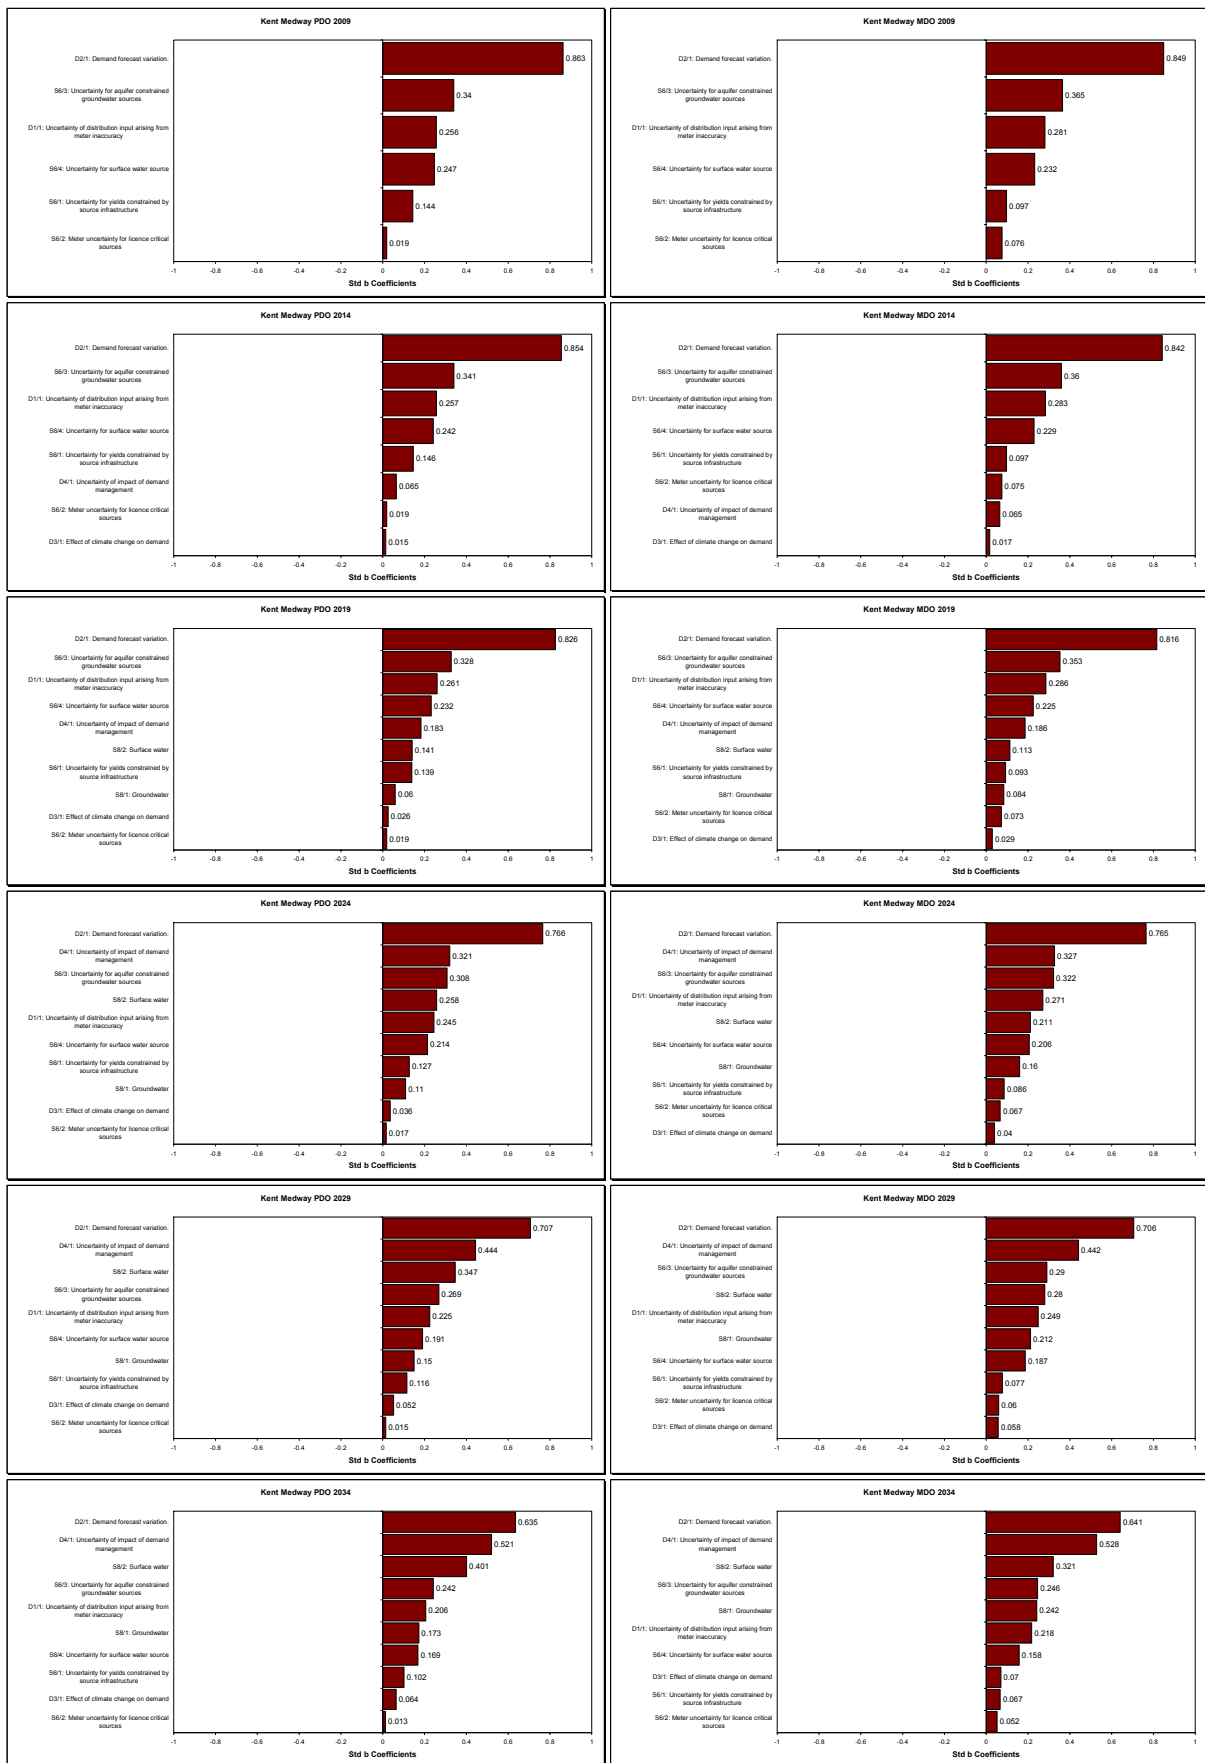 Kent Medway PDO 2009
D2/1: Demand forecast variation.
0.863
S6/3: Uncertainty for aquifer constrained
groundwater sources
0.34
D1/1: Uncertainty of distribution input arising from
meter inaccuracy
0.256
S6/4: Uncertainty for surface water source
0.247
S6/1: Uncertainty for yields constrained by
source infrastructure
0.144
S6/2: Meter uncertainty for licence critical
sources
0.019
-1 -0.8 -0.6 -0.4 -0.2 0 0.2 0.4 0.6 0.8 1
Std b Coefficients
Kent Medway MDO 2009
D2/1: Demand forecast variation.
0.849
S6/3: Uncertainty for aquifer constrained
groundwater sources
0.365
D1/1: Uncertainty of distribution input arising from
meter inaccuracy
0.281
S6/4: Uncertainty for surface water source
0.232
S6/1: Uncertainty for yields constrained by
source infrastructure
0.097
S6/2: Meter uncertainty for licence critical
sources
0.076
-1 -0.8 -0.6 -0.4 -0.2 0 0.2 0.4 0.6 0.8 1
Std b Coefficients
Kent Medway PDO 2014
D2/1: Demand forecast variation.
0.854
S6/3: Uncertainty for aquifer constrained
groundwater sources
0.341
D1/1: Uncertainty of distribution input arising from
meter inaccuracy
0.257
S6/4: Uncertainty for surface water source
0.242
S6/1: Uncertainty for yields constrained by
source infrastructure
0.146
D4/1: Uncertainty of impact of demand
management
0.065
S6/2: Meter uncertainty for licence critical
sources
0.019
D3/1: Effect of climate change on demand
0.015
-1 -0.8 -0.6 -0.4 -0.2 0 0.2 0.4 0.6 0.8 1
Std b Coefficients
Kent Medway MDO 2014
D2/1: Demand forecast variation.
0.842
S6/3: Uncertainty for aquifer constrained
groundwater sources
0.36
D1/1: Uncertainty of distribution input arising from
meter inaccuracy
0.283
S6/4: Uncertainty for surface water source
0.229
S6/1: Uncertainty for yields constrained by
source infrastructure
0.097
S6/2: Meter uncertainty for licence critical
sources
0.075
D4/1: Uncertainty of impact of demand
management
0.065
D3/1: Effect of climate change on demand
0.017
-1 -0.8 -0.6 -0.4 -0.2 0 0.2 0.4 0.6 0.8 1
Std b Coefficients
Kent Medway PDO 2019
D2/1: Demand forecast variation.
0.826
S6/3: Uncertainty for aquifer constrained
groundwater sources
0.328
D1/1: Uncertainty of distribution input arising from
meter inaccuracy
0.261
S6/4: Uncertainty for surface water source
0.232
D4/1: Uncertainty of impact of demand
management
0.183
S8/2: Surface water
0.141
S6/1: Uncertainty for yields constrained by
source infrastructure
0.139
S8/1: Groundwater
0.06
D3/1: Effect of climate change on demand
0.026
S6/2: Meter uncertainty for licence critical
sources
0.019
-1 -0.8 -0.6 -0.4 -0.2 0 0.2 0.4 0.6 0.8 1
Std b Coefficients
Kent Medway MDO 2019
D2/1: Demand forecast variation.
0.816
S6/3: Uncertainty for aquifer constrained
groundwater sources
0.353
D1/1: Uncertainty of distribution input arising from
meter inaccuracy
0.286
S6/4: Uncertainty for surface water source
0.225
D4/1: Uncertainty of impact of demand
management
0.186
S8/2: Surface water
0.113
S6/1: Uncertainty for yields constrained by
source infrastructure
0.093
S8/1: Groundwater
0.084
S6/2: Meter uncertainty for licence critical
sources
0.073
D3/1: Effect of climate change on demand
0.029
-1 -0.8 -0.6 -0.4 -0.2 0 0.2 0.4 0.6 0.8 1
Std b Coefficients
Kent Medway PDO 2024
D2/1: Demand forecast variation.
0.766
D4/1: Uncertainty of impact of demand
management
0.321
S6/3: Uncertainty for aquifer constrained
groundwater sources
0.308
S8/2: Surface water
0.258
D1/1: Uncertainty of distribution input arising from
meter inaccuracy
0.245
S6/4: Uncertainty for surface water source
0.214
S6/1: Uncertainty for yields constrained by
source infrastructure
0.127
S8/1: Groundwater
0.11
D3/1: Effect of climate change on demand
0.036
S6/2: Meter uncertainty for licence critical
sources
0.017
-1 -0.8 -0.6 -0.4 -0.2 0 0.2 0.4 0.6 0.8 1
Std b Coefficients
Kent Medway MDO 2024
D2/1: Demand forecast variation.
0.765
D4/1: Uncertainty of impact of demand
management
0.327
S6/3: Uncertainty for aquifer constrained
groundwater sources
0.322
D1/1: Uncertainty of distribution input arising from
meter inaccuracy
0.271
S8/2: Surface water
0.211
S6/4: Uncertainty for surface water source
0.206
S8/1: Groundwater
0.16
S6/1: Uncertainty for yields constrained by
source infrastructure
0.086
S6/2: Meter uncertainty for licence critical
sources
0.067
D3/1: Effect of climate change on demand
0.04
-1 -0.8 -0.6 -0.4 -0.2 0 0.2 0.4 0.6 0.8 1
Std b Coefficients
Kent Medway PDO 2029
D2/1: Demand forecast variation.
0.707
D4/1: Uncertainty of impact of demand
management
0.444
S8/2: Surface water
0.347
S6/3: Uncertainty for aquifer constrained
groundwater sources
0.269
D1/1: Uncertainty of distribution input arising from
meter inaccuracy
0.225
S6/4: Uncertainty for surface water source
0.191
S8/1: Groundwater
0.15
S6/1: Uncertainty for yields constrained by
source infrastructure
0.116
D3/1: Effect of climate change on demand
0.052
S6/2: Meter uncertainty for licence critical
sources
0.015
-1 -0.8 -0.6 -0.4 -0.2 0 0.2 0.4 0.6 0.8 1
Std b Coefficients
Kent Medway MDO 2029
D2/1: Demand forecast variation.
0.706
D4/1: Uncertainty of impact of demand
management
0.442
S6/3: Uncertainty for aquifer constrained
groundwater sources
0.29
S8/2: Surface water
0.28
D1/1: Uncertainty of distribution input arising from
meter inaccuracy
0.249
S8/1: Groundwater
0.212
S6/4: Uncertainty for surface water source
0.187
S6/1: Uncertainty for yields constrained by
source infrastructure
0.077
S6/2: Meter uncertainty for licence critical
sources
0.06
D3/1: Effect of climate change on demand
0.058
-1 -0.8 -0.6 -0.4 -0.2 0 0.2 0.4 0.6 0.8 1
Std b Coefficients
Kent Medway PDO 2034
D2/1: Demand forecast variation.
0.635
D4/1: Uncertainty of impact of demand
management
0.521
S8/2: Surface water
0.401
S6/3: Uncertainty for aquifer constrained
groundwater sources
0.242
D1/1: Uncertainty of distribution input arising from
meter inaccuracy
0.206
S8/1: Groundwater
0.173
S6/4: Uncertainty for surface water source
0.169
S6/1: Uncertainty for yields constrained by
source infrastructure
0.102
D3/1: Effect of climate change on demand
0.064
S6/2: Meter uncertainty for licence critical
sources
0.013
-1 -0.8 -0.6 -0.4 -0.2 0 0.2 0.4 0.6 0.8 1
Std b Coefficients
Kent Medway MDO 2034
D2/1: Demand forecast variation.
0.641
D4/1: Uncertainty of impact of demand
management
0.528
S8/2: Surface water
0.321
S6/3: Uncertainty for aquifer constrained
groundwater sources
0.246
S8/1: Groundwater
0.242
D1/1: Uncertainty of distribution input arising from
meter inaccuracy
0.218
S6/4: Uncertainty for surface water source
0.158
D3/1: Effect of climate change on demand
0.07
S6/1: Uncertainty for yields constrained by
source infrastructure
0.067
S6/2: Meter uncertainty for licence critical
sources
0.052
-1 -0.8 -0.6 -0.4 -0.2 0 0.2 0.4 0.6 0.8 1
Std b Coefficients